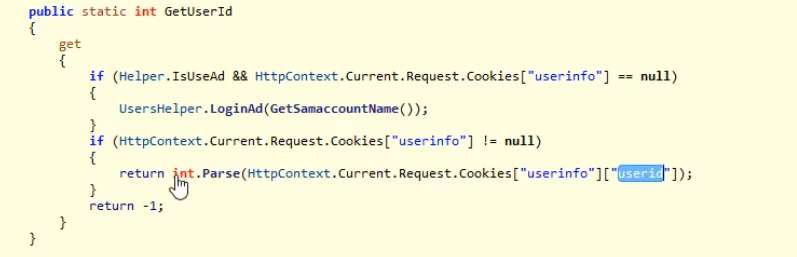 public static int GetUserId
{
get
{
if (Helper.IsUseAd && HttpContext.Current.Request.Cookies["userinfo"] == null)
{
UsersHelper.LoginAd(GetSamaccountName());
}
if (HttpContext.Current.Request.Cookies["userinfo"] != null)
{
return int.Parse(HttpContext.Current.Request.Cookies["userinfo"]["userid"]);
}
return -1;
}
}